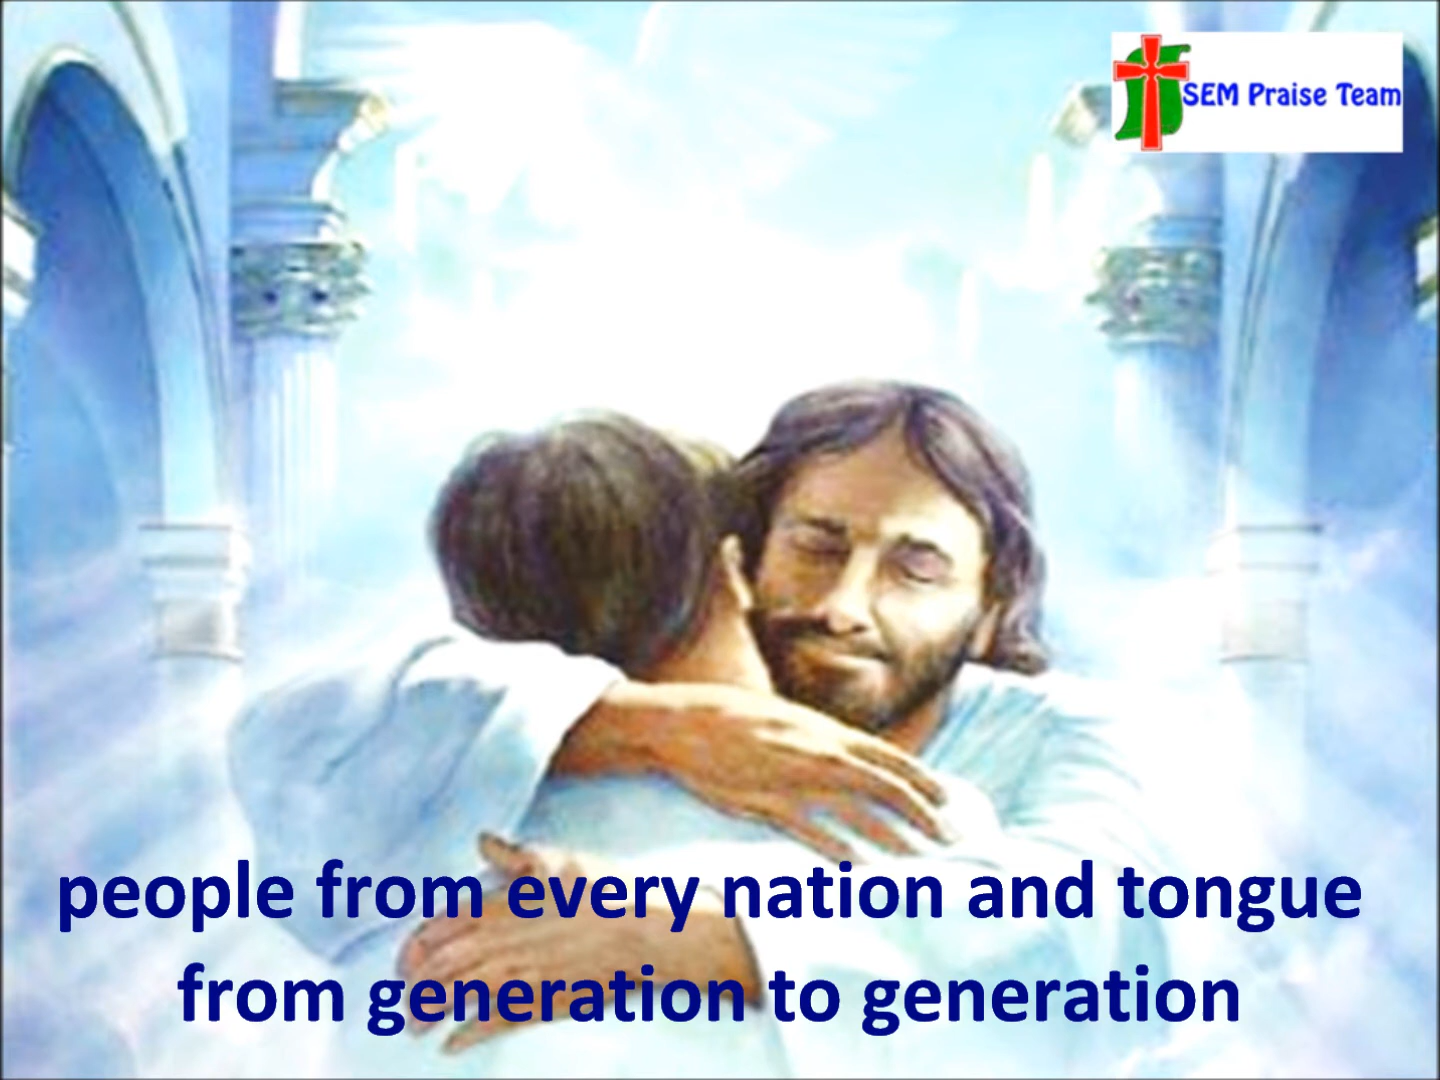 SEM Praise Team
people from every nation and tongue
from generation to generation